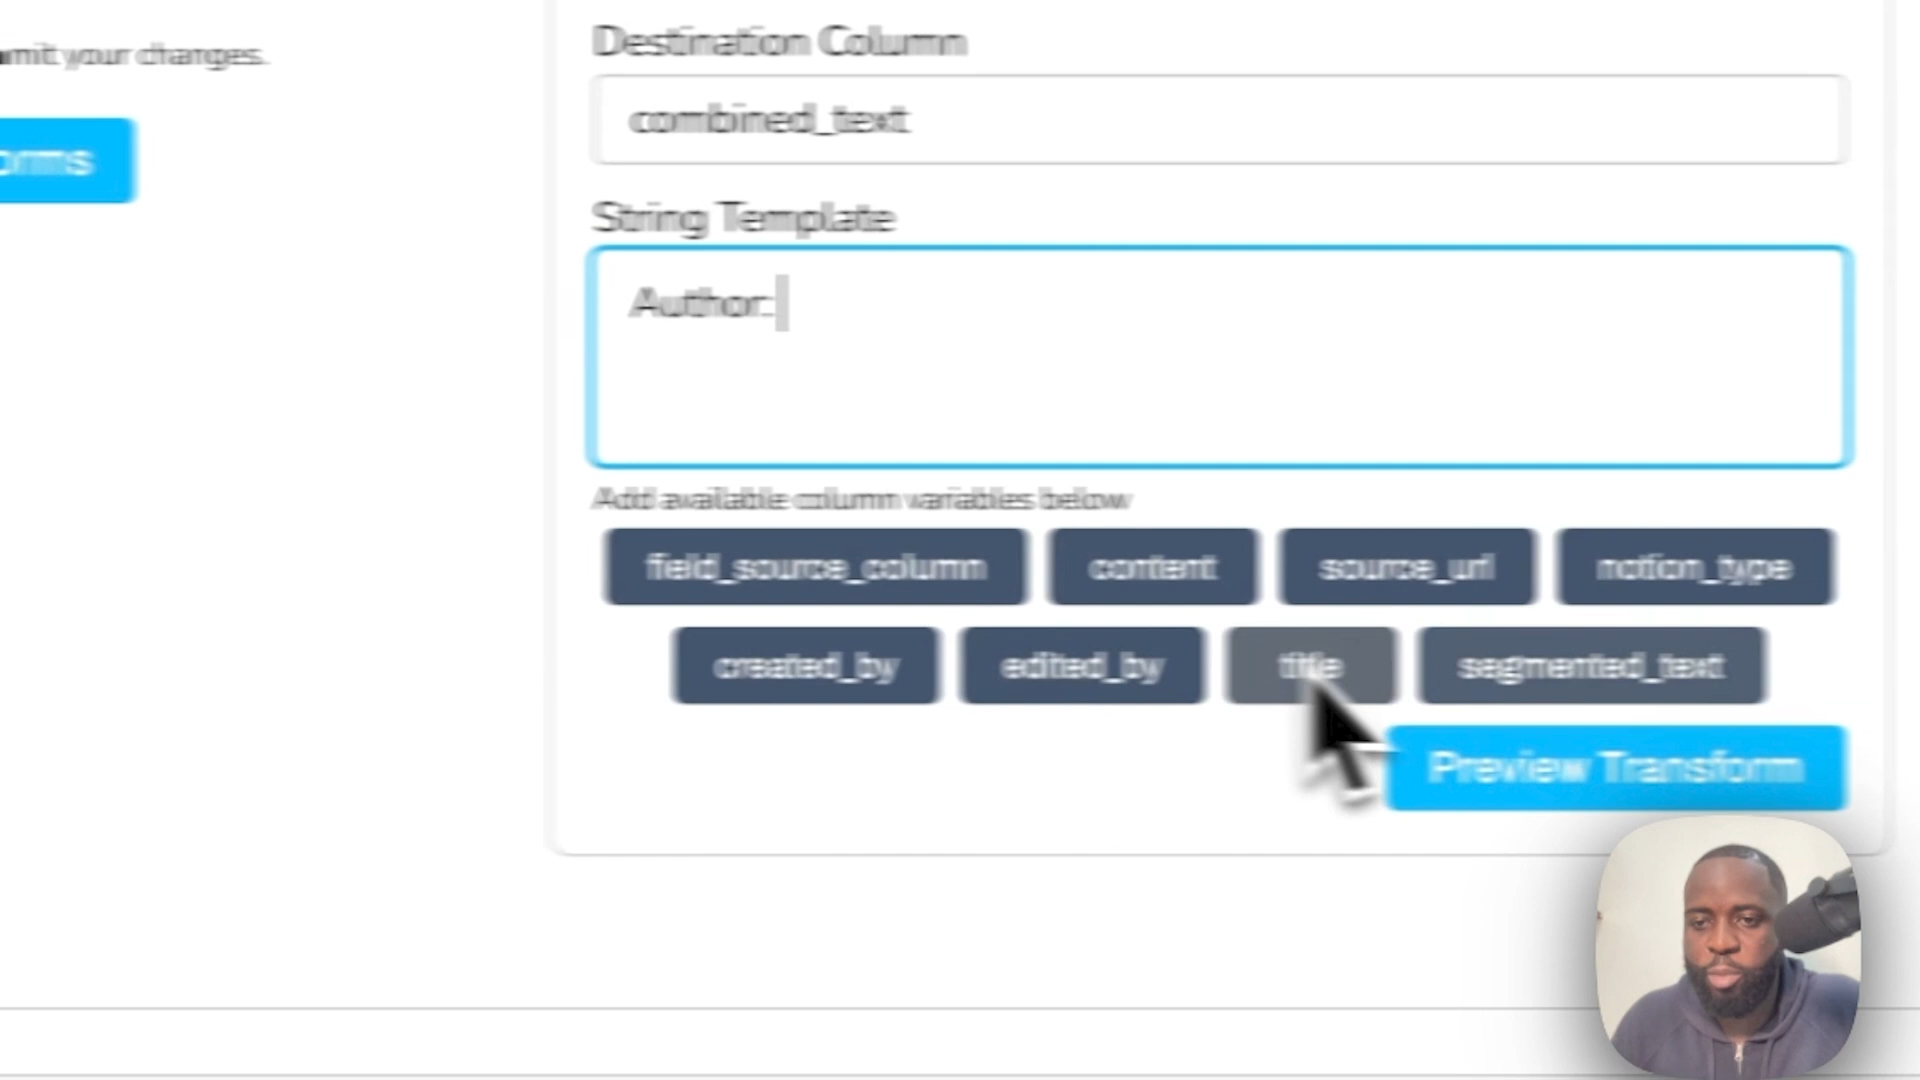 mit your changes.
orms
Destination Column
combined_text
String Template
Author:
Add available column variables below
field_source_column
content
source_url
notion_type
created_by
edited_by
title
segmented_text
Preview Transform